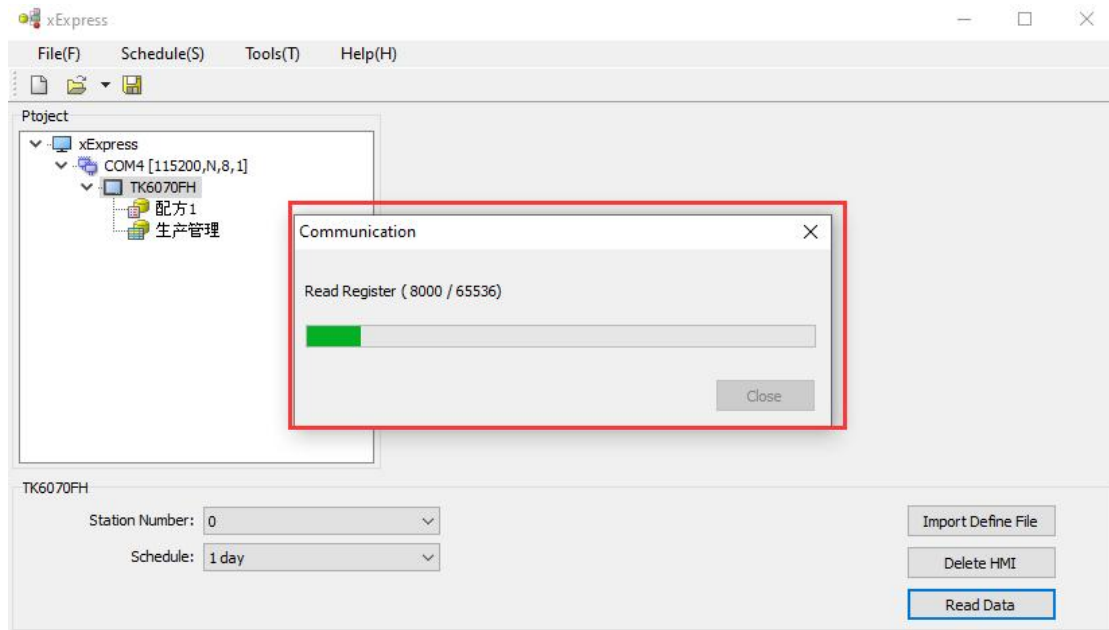 xExpress
File(F) Schedule(S) Tools(T) Help(H)
Ptoject
xExpress
COM4 [115200,N,8,1]
TK6070FH
配方1
生产管理
Communication
Read Register ( 8000 / 65536)
Close
TK6070FH
Station Number: 0
Schedule: 1 day
Import Define File
Delete HMI
Read Data